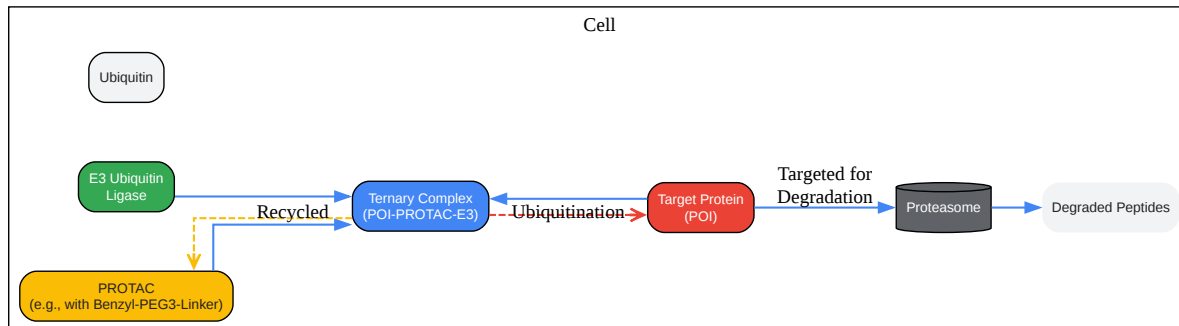 Cell
Ubiquitin
E3 Ubiquitin
Ligase
Recycled
PROTAC
(e.g., with Benzyl-PEG3-Linker)
Ternary Complex
(POI-PROTAC-E3)
Ubiquitination
Target Protein
(POI)
Targeted for
Degradation
Proteasome
Degraded Peptides